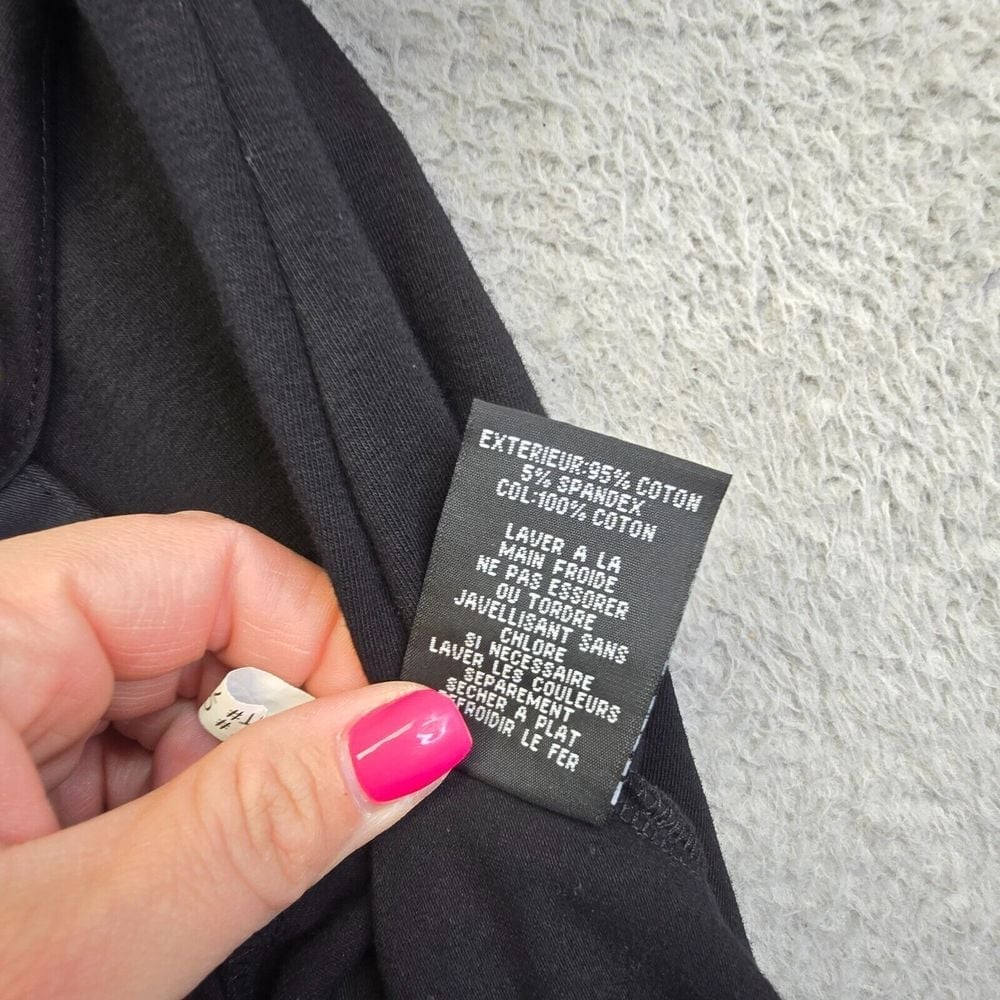 EXTERIEUR:95% COTON
5% SPANDEX
COL:100% COTON
LAVER A LA
MAIN FROIDE
NE PAS ESSORER
OU TORDRE
JAVELLISANT SANS
CHLORE
SI NECESSAIRE
LAVER LES COULEURS
SEPAREMENT
SECHER A PLAT
EFROIDIR LE FER